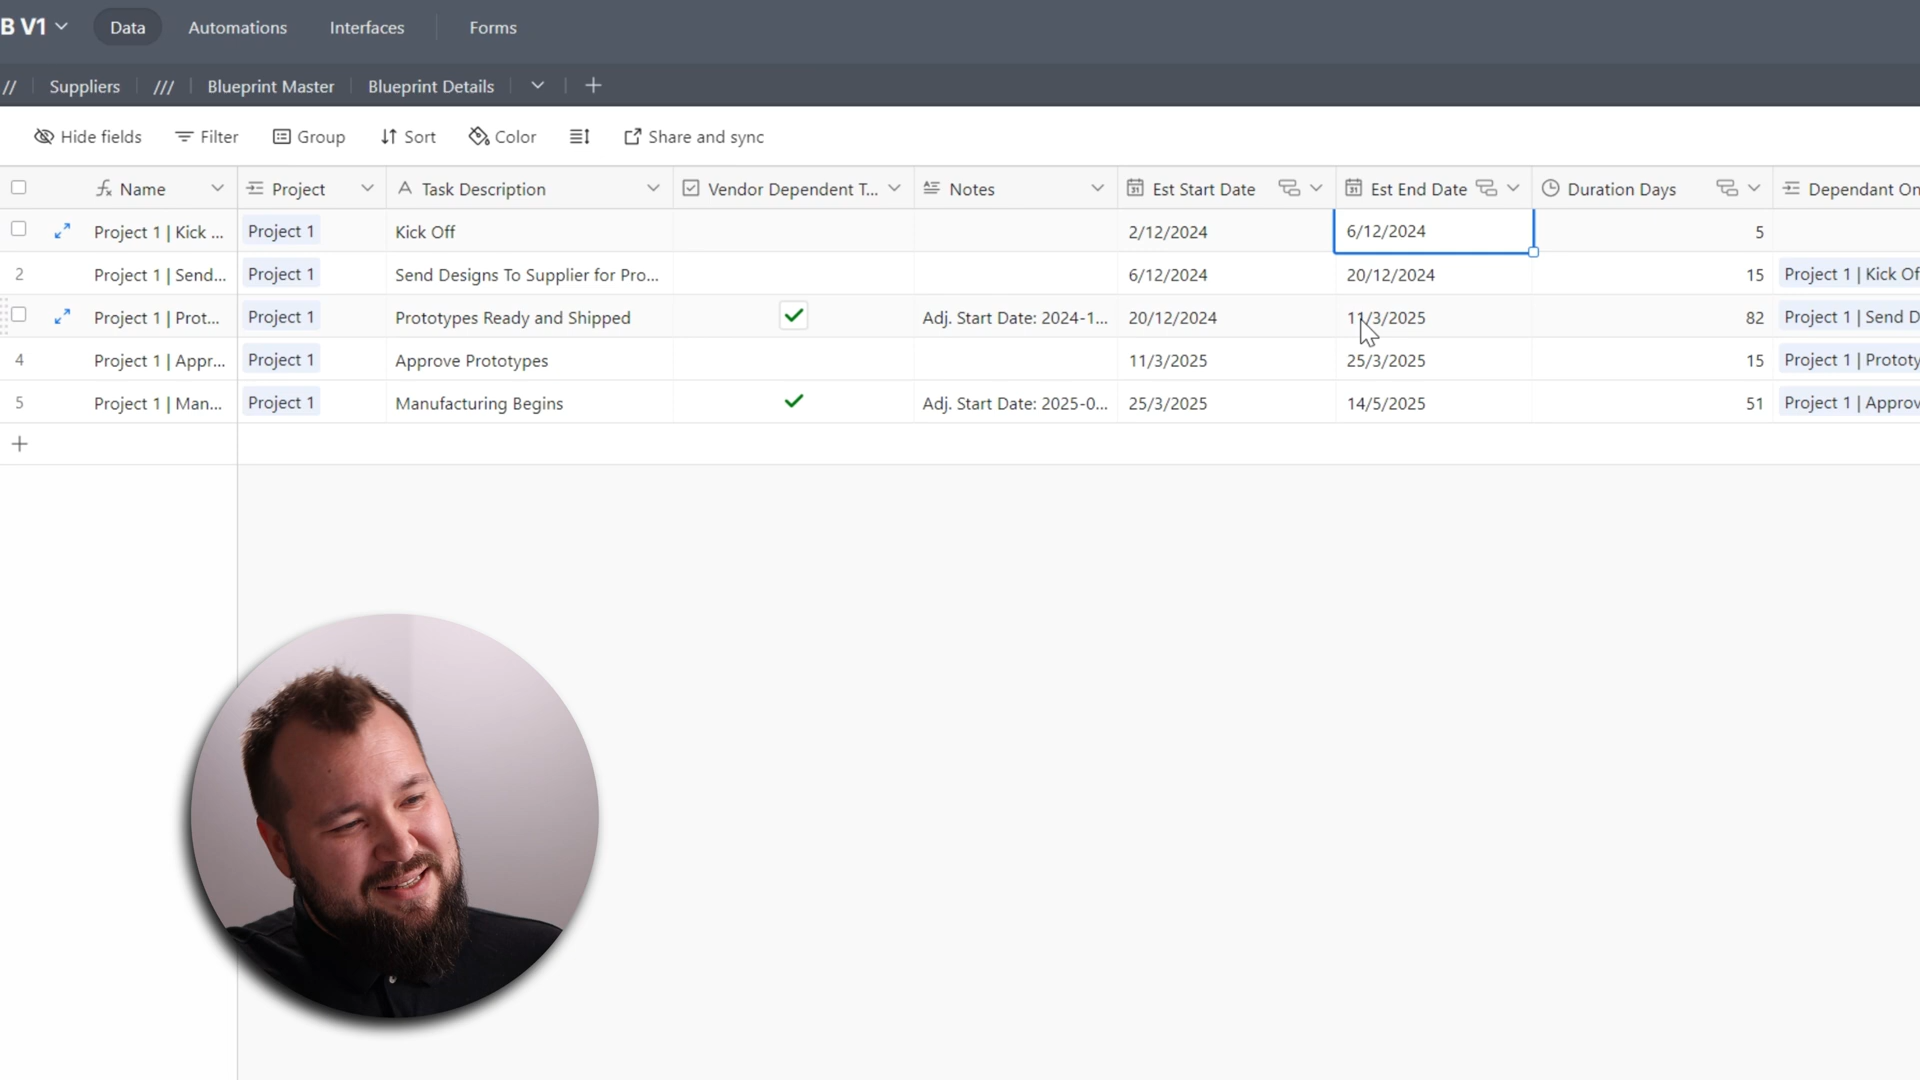 B V1 Data Automations Interfaces Forms
// Suppliers /// Blueprint Master Blueprint Details
Hide fields Filter Group Sort Color Share and sync
Name Project Task Description Vendor Dependent T... Notes Est Start Date Est End Date Duration Days Dependant On
Project 1 | Kick ... Project 1 Kick Off 2/12/2024 6/12/2024 5
2 Project 1 | Send... Project 1 Send Designs To Supplier for Pro... 6/12/2024 20/12/2024 15 Project 1 | Kick Of
Project 1 | Prot... Project 1 Prototypes Ready and Shipped Adj. Start Date: 2024-1... 20/12/2024 11/3/2025 82 Project 1 | Send D
4 Project 1 | Appr... Project 1 Approve Prototypes 11/3/2025 25/3/2025 15 Project 1 | Prototy
5 Project 1 | Man... Project 1 Manufacturing Begins Adj. Start Date: 2025-0... 25/3/2025 14/5/2025 51 Project 1 | Approv